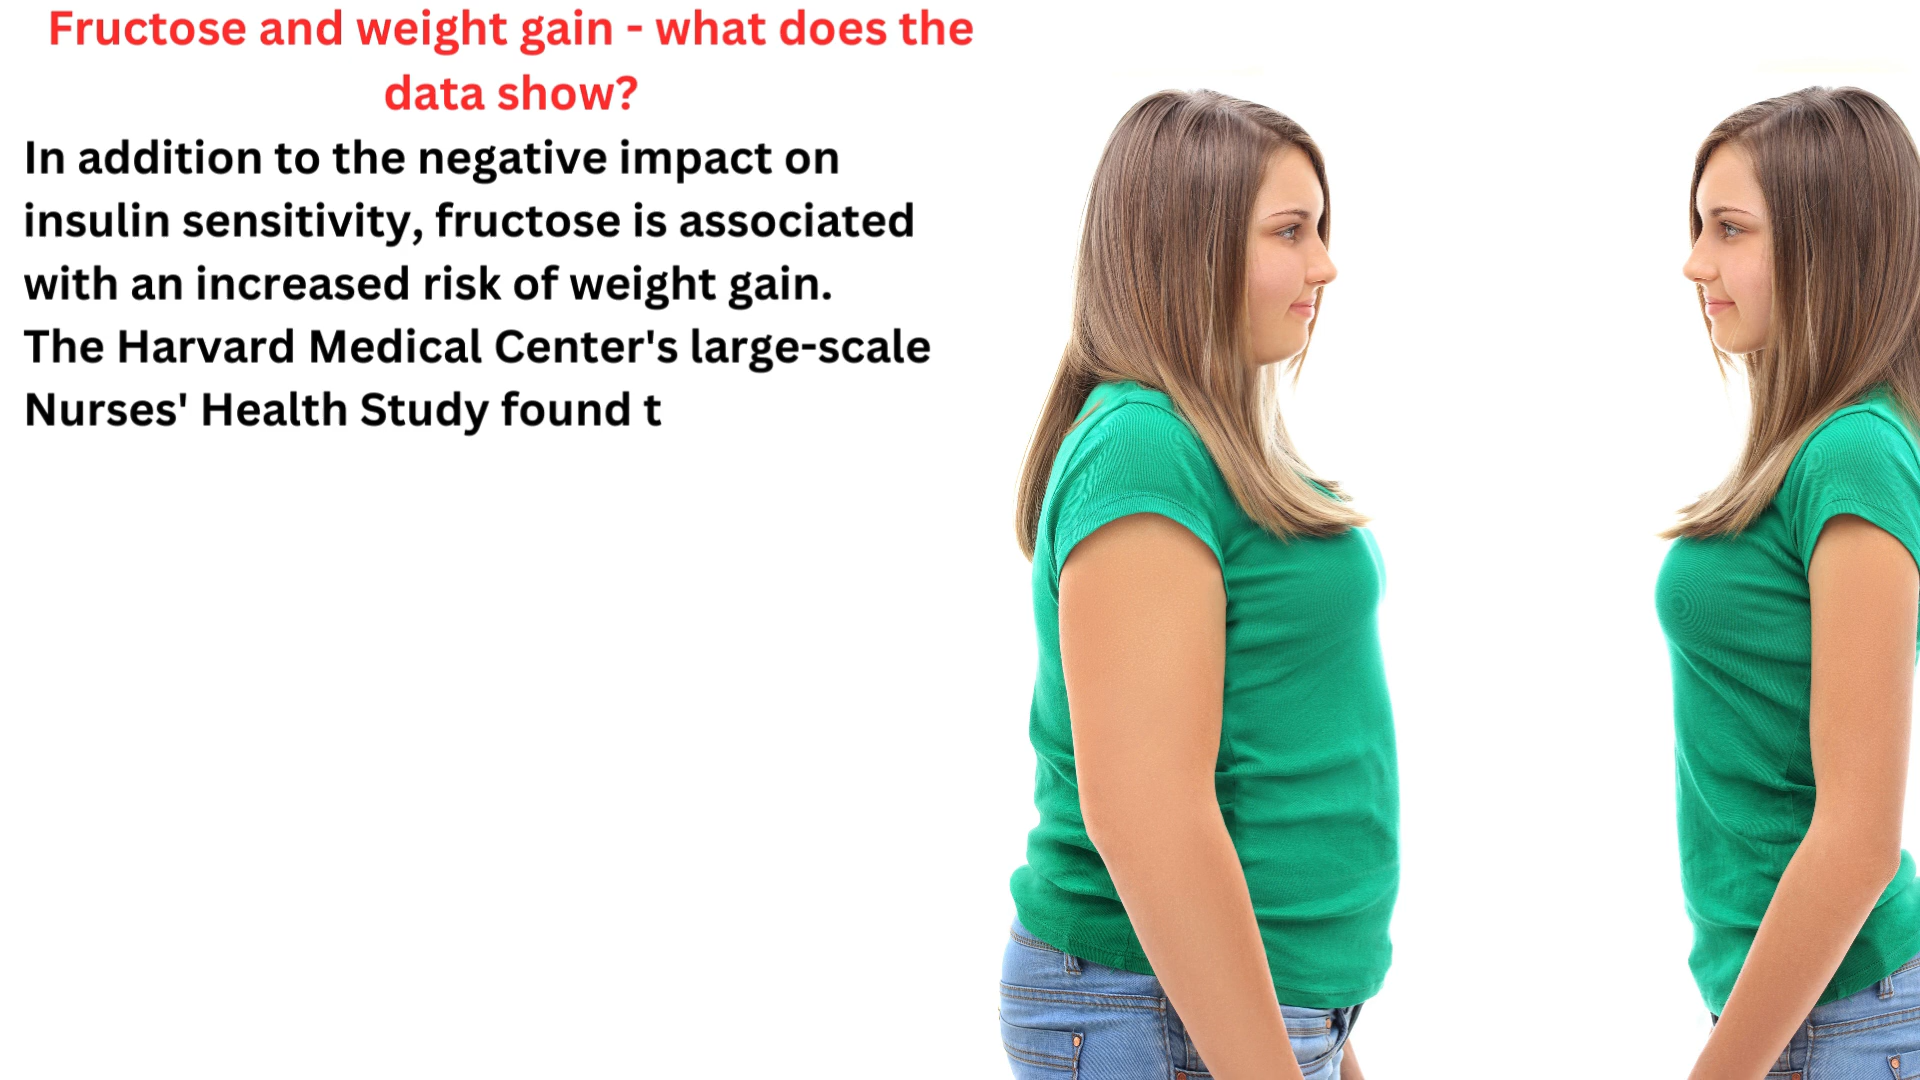 Fructose and weight gain - what does the
data show?
In addition to the negative impact on
insulin sensitivity, fructose is associated
with an increased risk of weight gain.
The Harvard Medical Center's large-scale
Nurses' Health Study found t